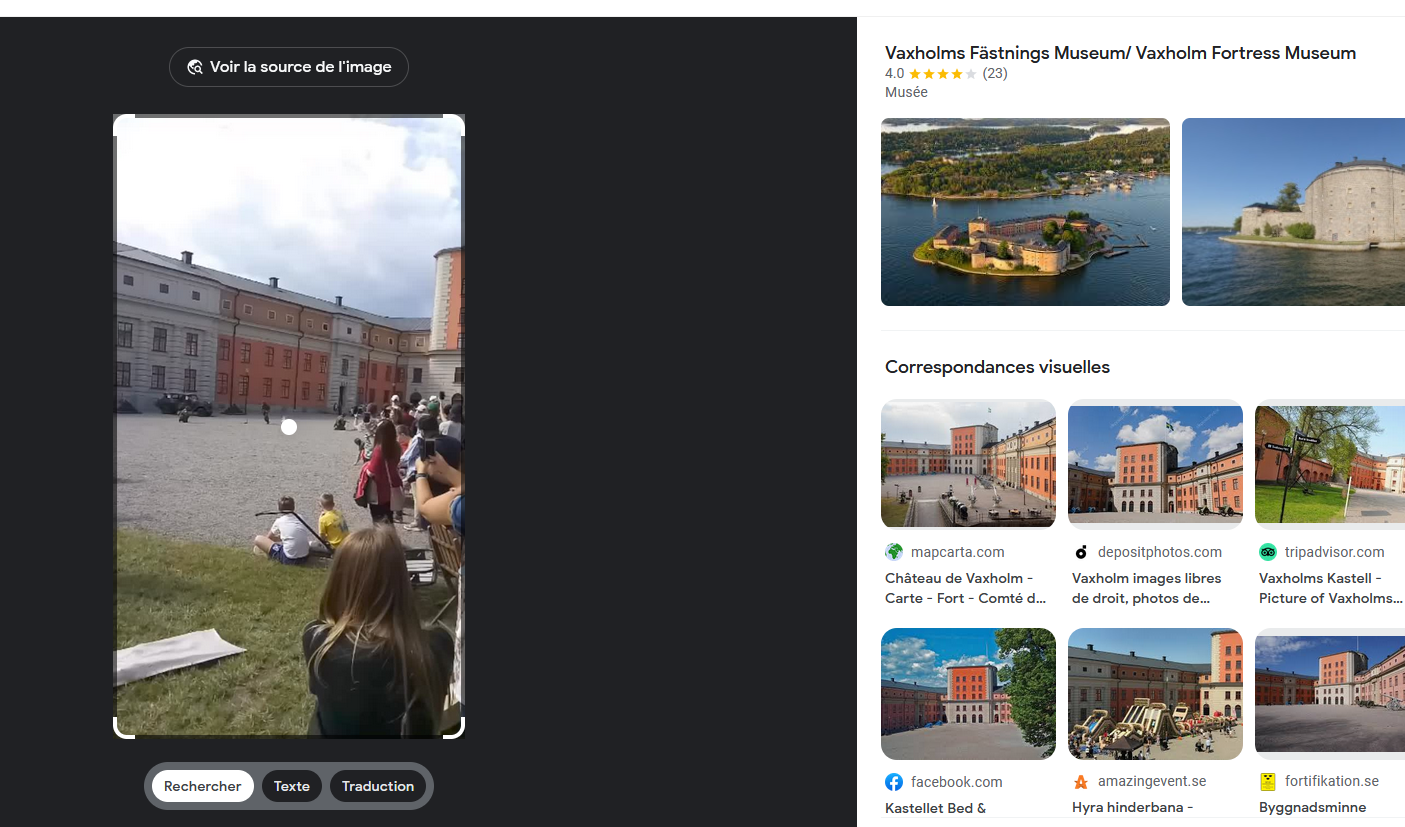 Voir la source de l'image
Rechercher
Texte
Traduction
Vaxholms Fästnings Museum/ Vaxholm Fortress Museum
4.0 (23)
Musée
Correspondances visuelles
mapcarta.com
Château de Vaxholm -
Carte - Fort - Comté d...
depositphotos.com
Vaxholm images libres
de droit, photos de...
tripadvisor.com
Vaxholms Kastell -
Picture of Vaxholms...
facebook.com
Kastellet Bed &
amazingevent.se
Hyra hinderbana -
fortifikation.se
Byggnadsminne